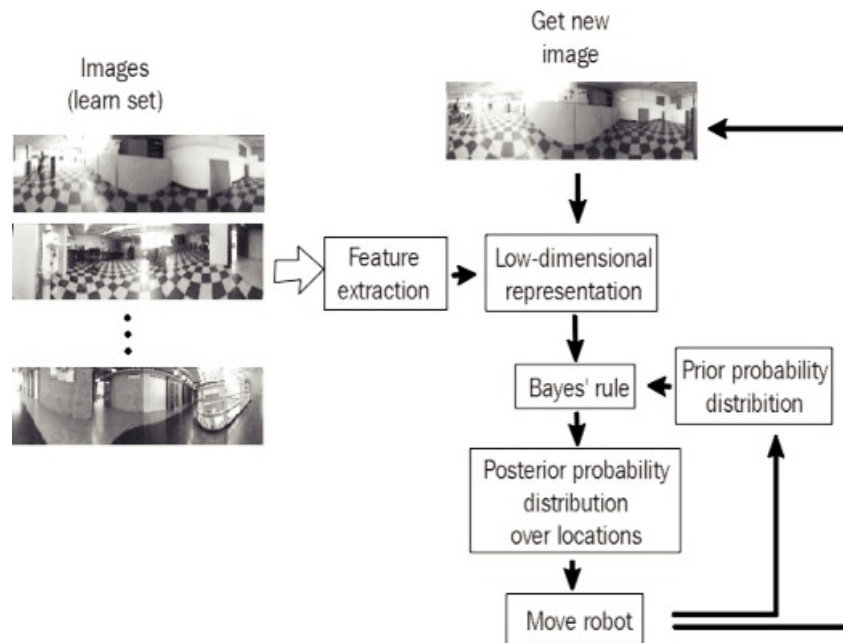 Images
(learn set)
Get new
image
Feature
extraction
Low-dimensional
representation
Bayes' rule
Prior probability
distribition
Posterior probability
distribution
over locations
Move robot